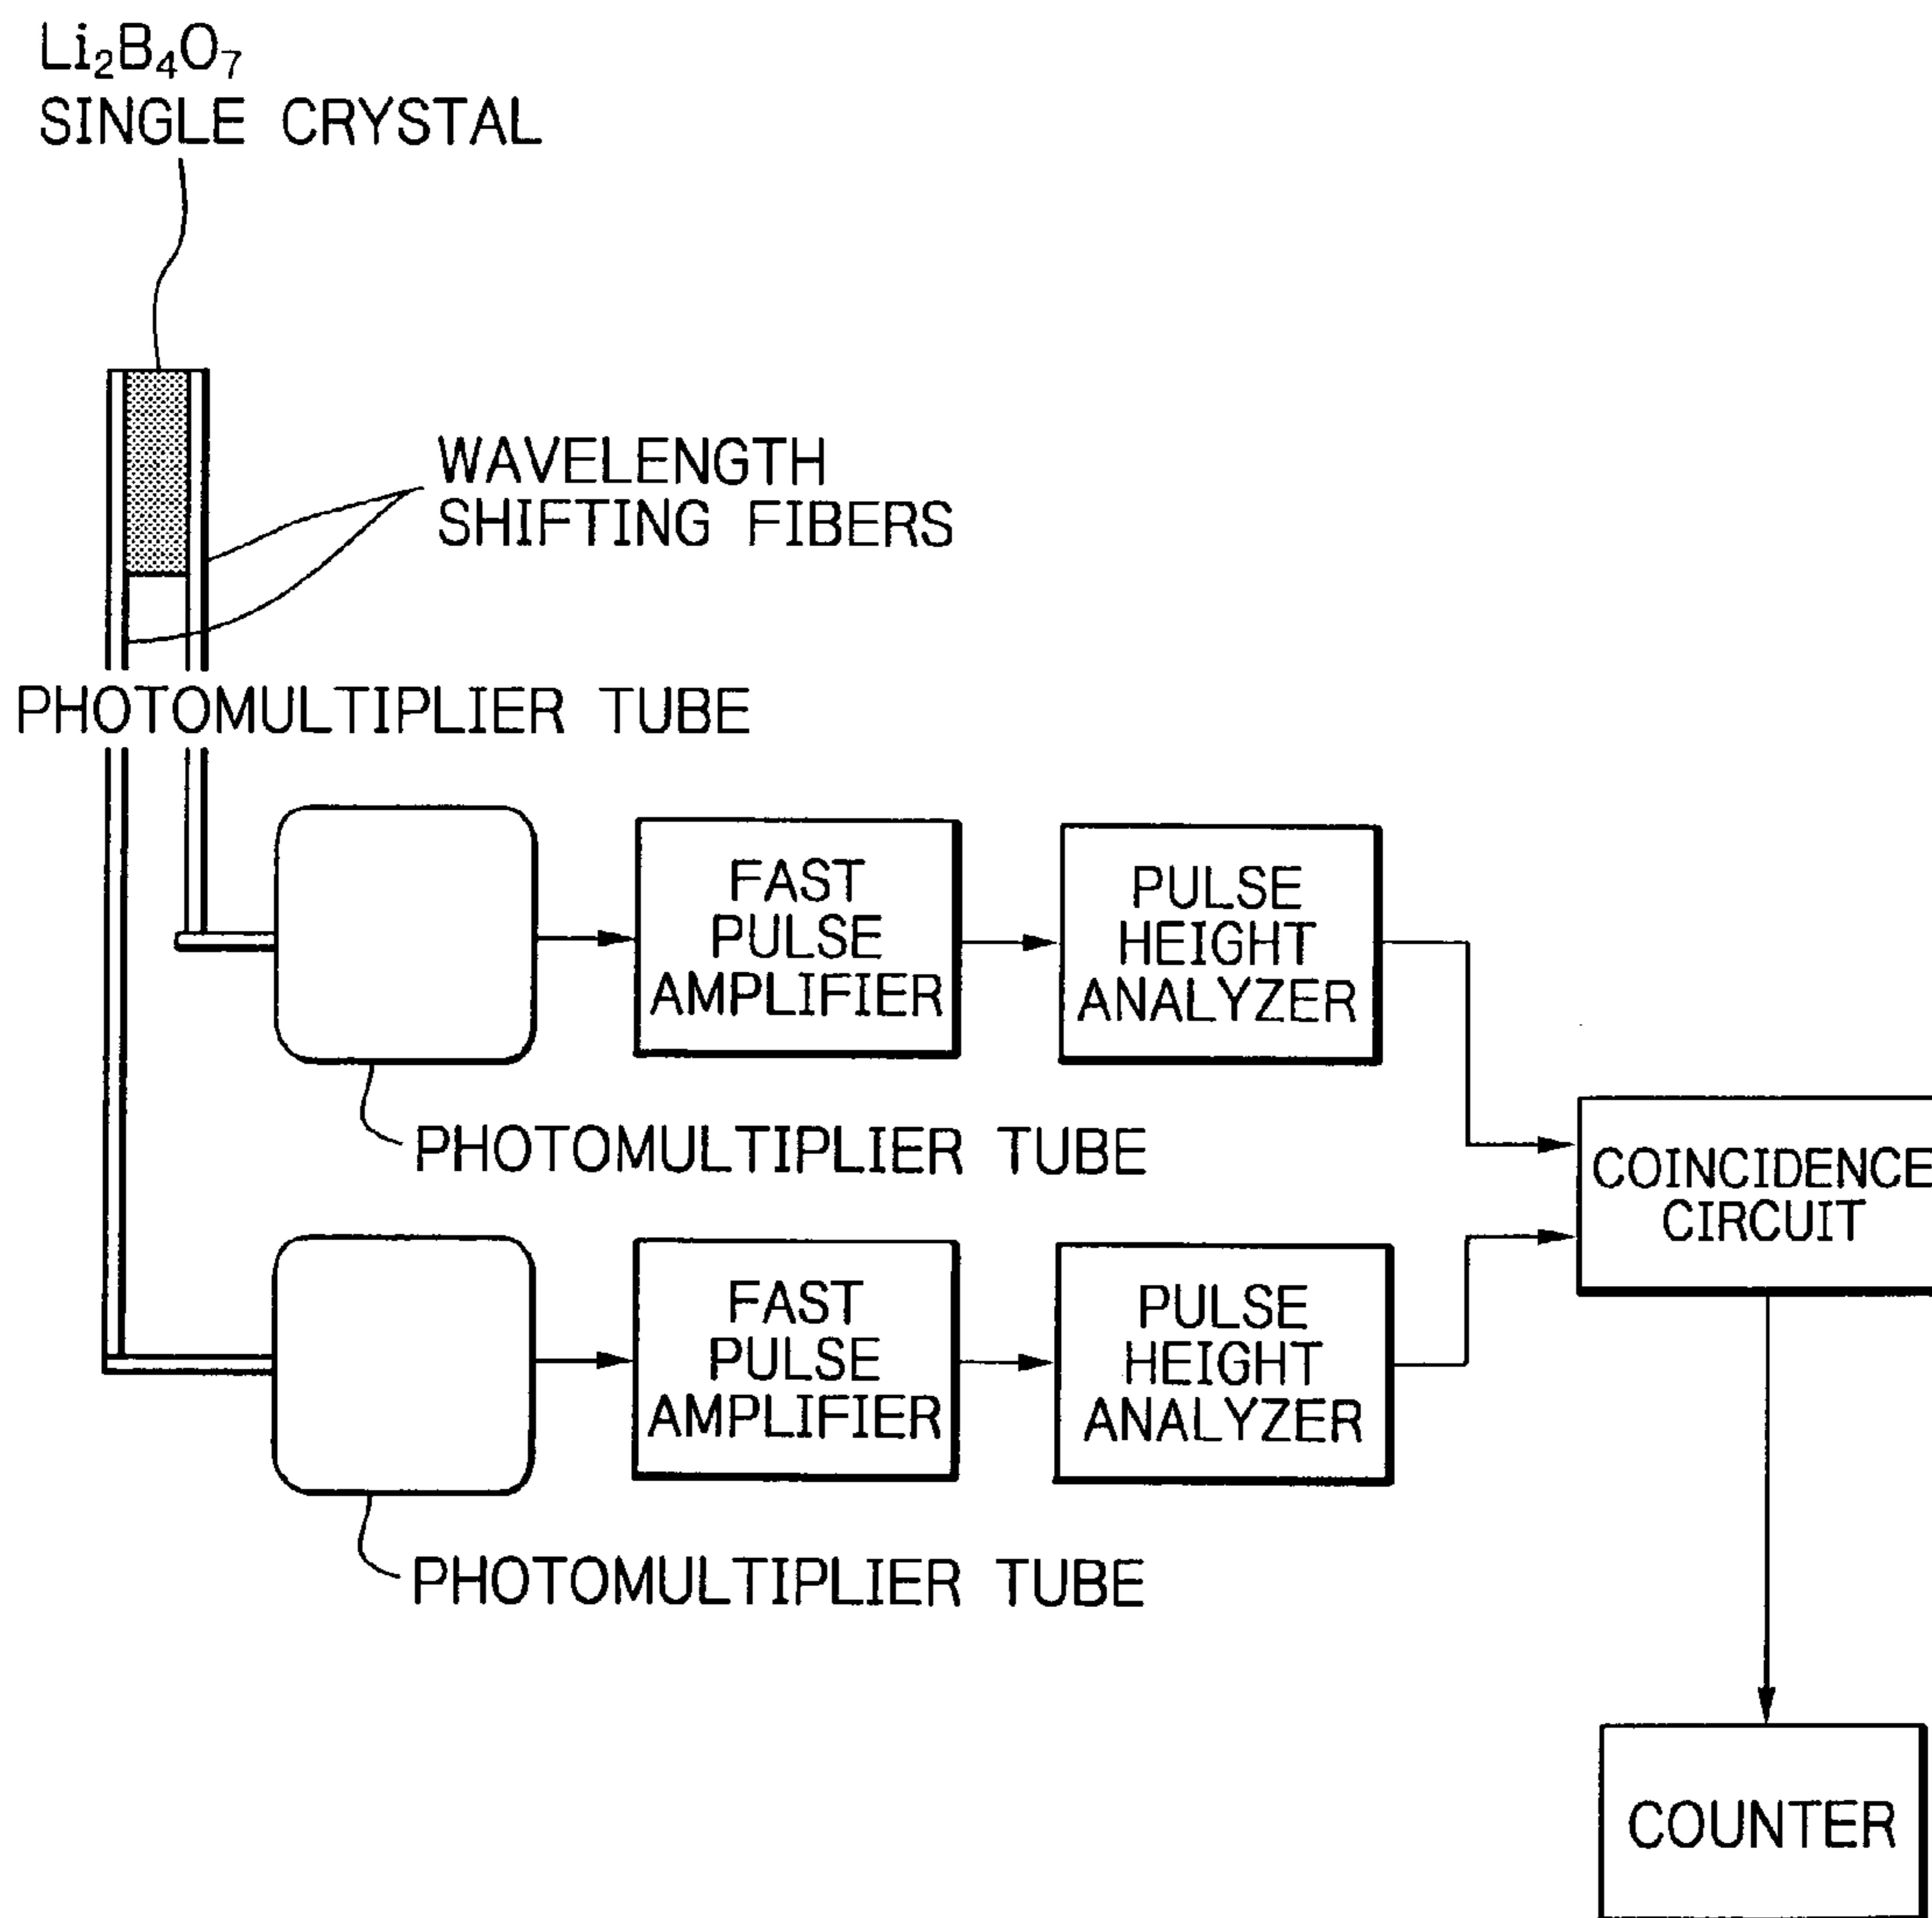 Li₂B₄O₇
SINGLE CRYSTAL
WAVELENGTH
SHIFTING FIBERS
PHOTOMULTIPLIER TUBE
FAST
PULSE
AMPLIFIER
PULSE
HEIGHT
ANALYZER
PHOTOMULTIPLIER TUBE
COINCIDENCE
CIRCUIT
FAST
PULSE
AMPLIFIER
PULSE
HEIGHT
ANALYZER
PHOTOMULTIPLIER TUBE
COUNTER